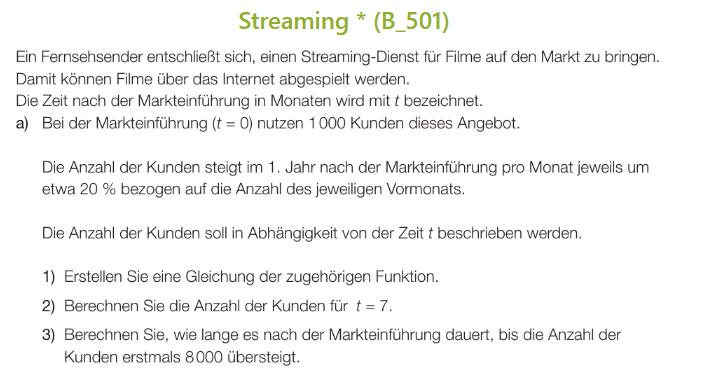 Streaming * (B_501)
Ein Fernsehsender entschließt sich, einen Streaming-Dienst für Filme auf den Markt zu bringen.
Damit können Filme über das Internet abgespielt werden.
Die Zeit nach der Markteinführung in Monaten wird mit t bezeichnet.
a) Bei der Markteinführung (t = 0) nutzen 1 000 Kunden dieses Angebot.
Die Anzahl der Kunden steigt im 1. Jahr nach der Markteinführung pro Monat jeweils um
etwa 20 % bezogen auf die Anzahl des jeweiligen Vormonats.
Die Anzahl der Kunden soll in Abhängigkeit von der Zeit t beschrieben werden.
1) Erstellen Sie eine Gleichung der zugehörigen Funktion.
2) Berechnen Sie die Anzahl der Kunden für t = 7.
3) Berechnen Sie, wie lange es nach der Markteinführung dauert, bis die Anzahl der
Kunden erstmals 8 000 übersteigt.